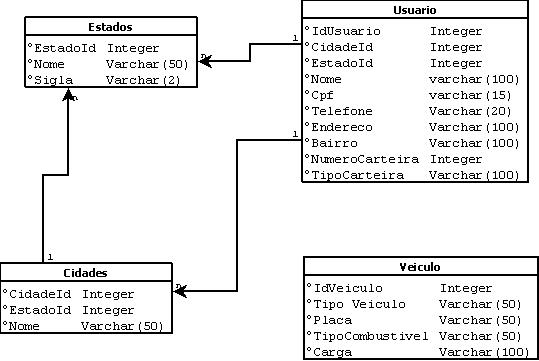 Estados
°EstadoId Integer
°Nome Varchar(50)
°Sigla Varchar(2)
n
n
Usuario
°IdUsuario Integer
°CidadeId Integer
°EstadoId Integer
°Nome varchar(100)
°Cpf varchar(15)
°Telefone Varchar(20)
°Endereco Varchar(100)
°Bairro Varchar(100)
°NumeroCarteira Integer
°TipoCarteira Varchar(100)
1
1
1
Cidades
°CidadeId Integer
°EstadoId Integer
°Nome Varchar(50)
n
Veiculo
°IdVeiculo Integer
°Tipo Veiculo Varchar(50)
°Placa Varchar(50)
°TipoCombustivel Varchar(50)
°Carga Varchar(100)